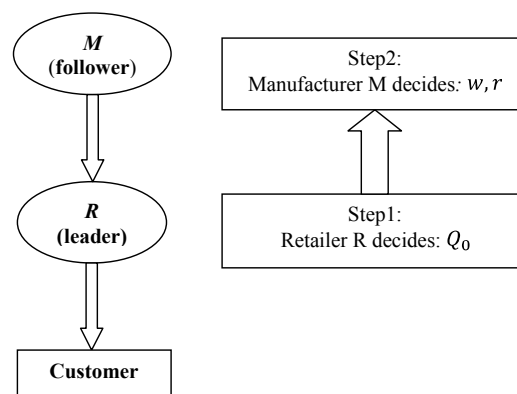 M
(follower)
Step2:
Manufacturer M decides: w, r
R
(leader)
Step1:
Retailer R decides: Q₀
Customer